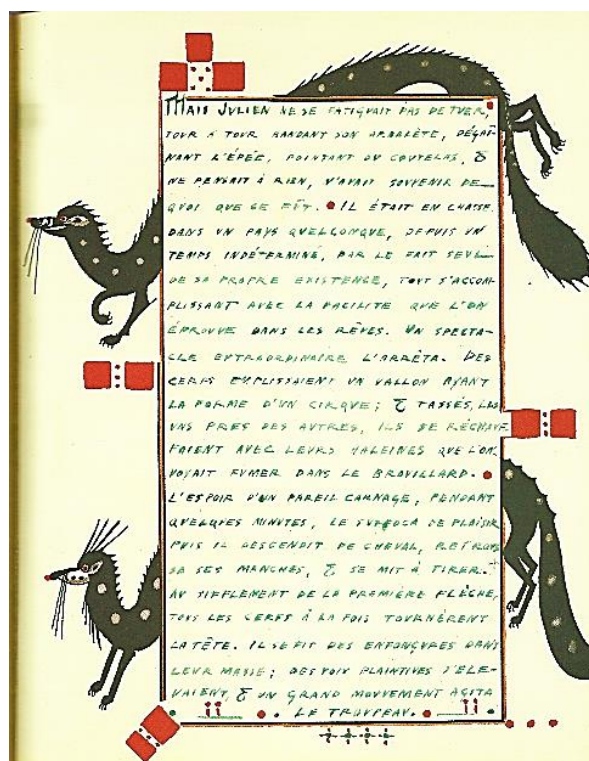 MAIS JULIEN NE SE FATIGUAIT PAS DE TUER,
TOUR A TOUR BANDANT SON ARBALÈTE, DÉGAÎ-
NANT L'ÉPÉE, POINTANT DU COUTELAS, &
NE PENSAIT À RIEN, N'AVAIT SOUVENIR DE
QUOI QUE CE FÛT. IL ÉTAIT EN CHASSE
DANS UN PAYS QUELCONQUE, DEPUIS UN
TEMPS INDÉTERMINÉ, PAR LE FAIT SEUL
DE SA PROPRE EXISTENCE, TOUT S'ACCOM-
PLISSANT AVEC LA FACILITE QUE L'ON
ÉPROUVE DANS LES RÊVES. UN SPECTA-
CLE EXTRAORDINAIRE L'ARRÊTA. DES
CERFS EMPLISSAIENT UN VALLON AYANT
LA FORME D'UN CIRQUE; & TASSÉS, LES
UNS PRES DES AUTRES, ILS SE RÉCHAUF-
FAIENT AVEC LEURS HALEINES QUE L'ON
VOYAIT FUMER DANS LE BROUILLARD.
L'ESPOIR D'UN PAREIL CARNAGE, PENDANT
QUELQUES MINUTES, LE SUFFOCA DE PLAISIR
PUIS IL DESCENDIT DE CHEVAL, RETROUS
SA SES MANCHES, & SE MIT À TIRER.
AU SIFFLEMENT DE LA PREMIÈRE FLÈCHE,
TOUS LES CERFS À LA FOIS TOURNÈRENT
LA TÊTE. IL SE FIT DES ENFONÇURES DANS
LEUR MASSE; DES VOIX PLAINTIVES S'ÉLE-
VAIENT, & UN GRAND MOUVEMENT AGITA
LE TROUPEAU.